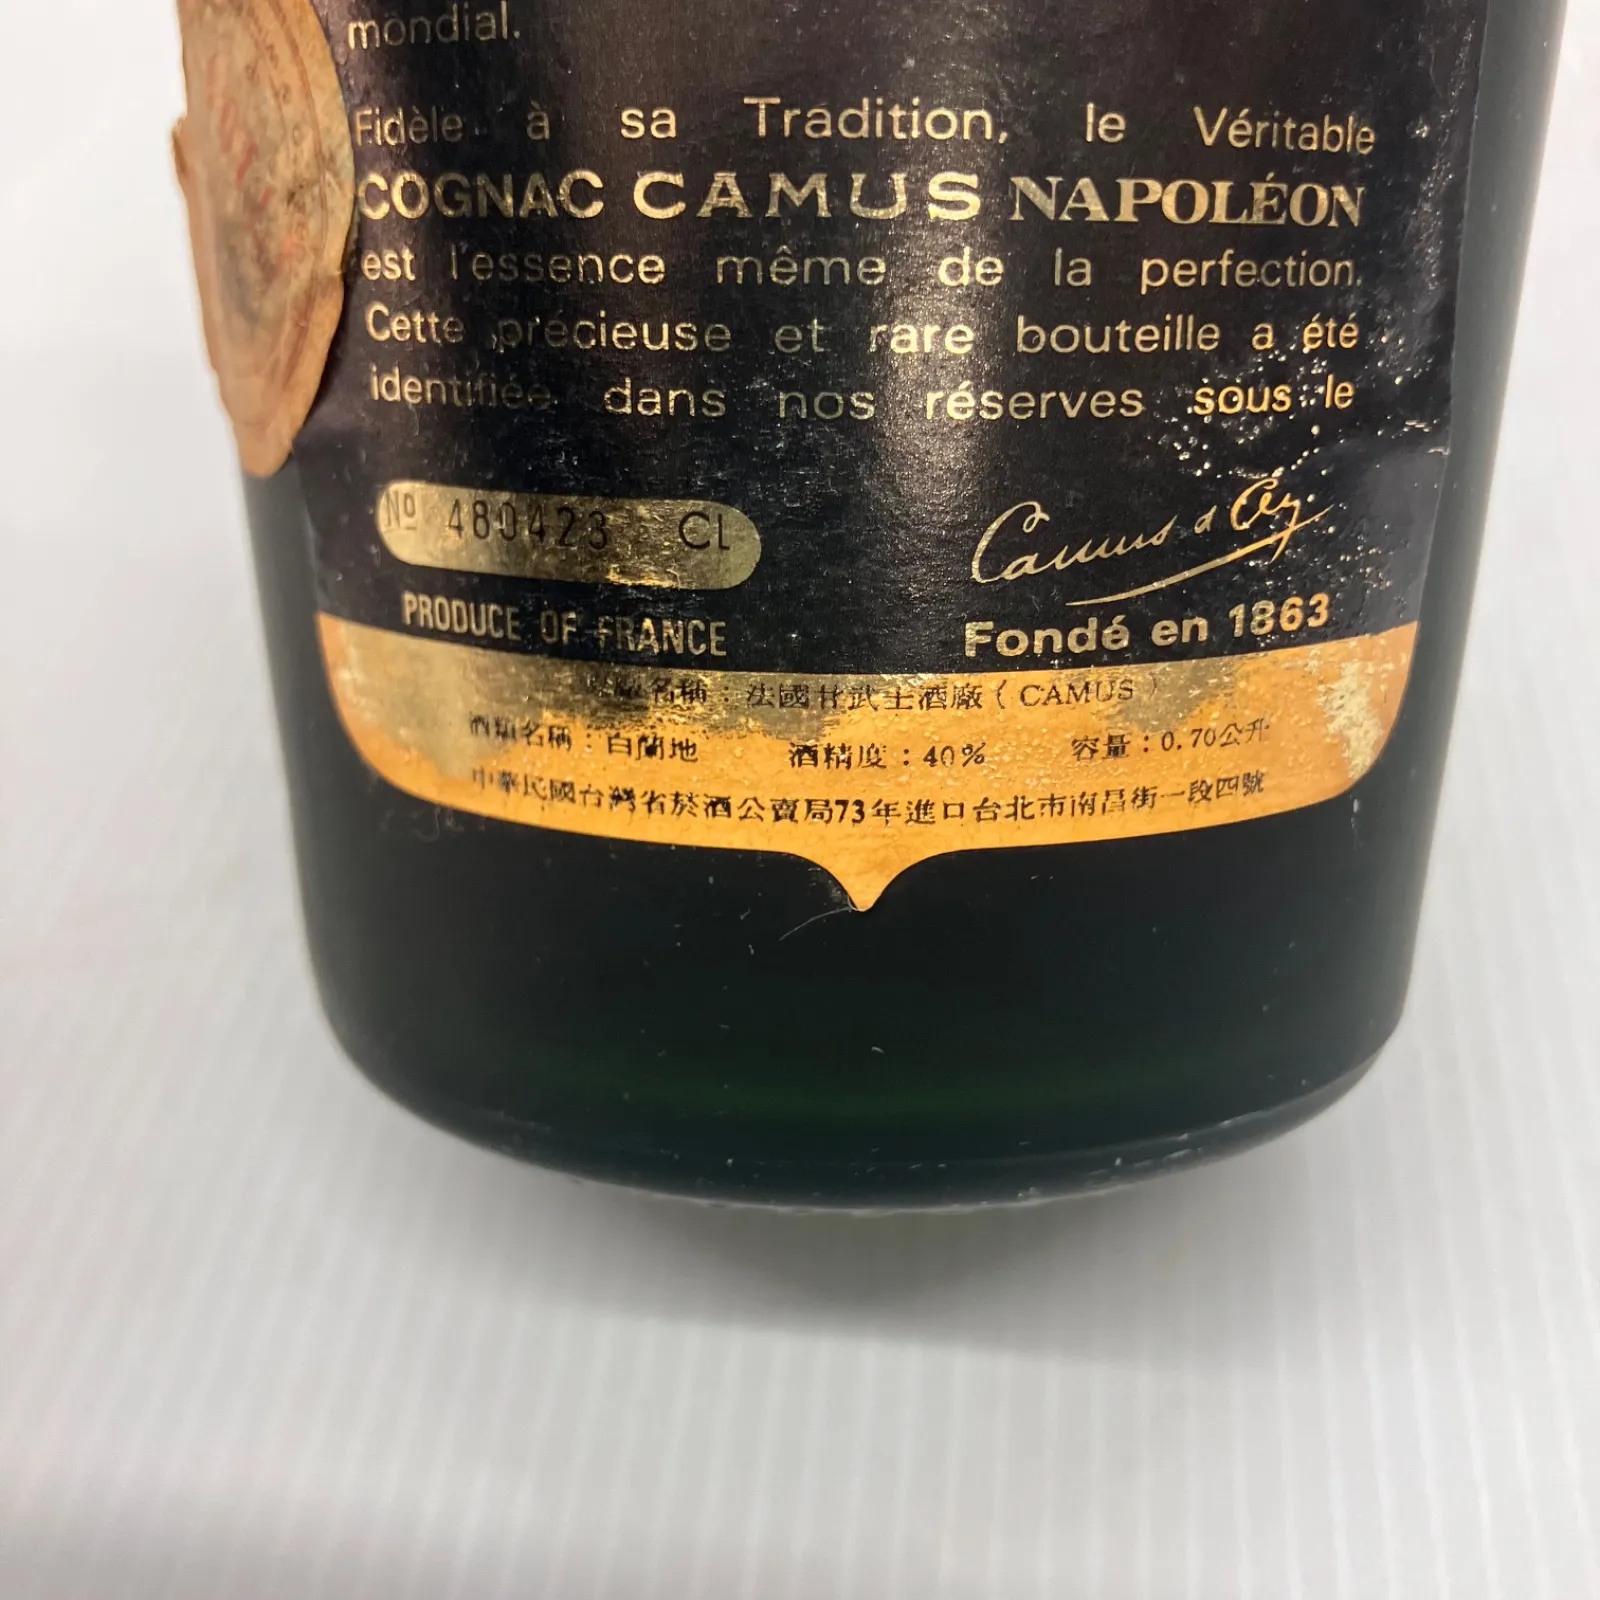 mondial.
Fidèle à sa Tradition, le Véritable
COGNAC CAMUS NAPOLÉON
est l'essence même de la perfection.
Cette précieuse et rare bouteille a été
identifiée dans nos réserves sous le
Nº 480423 CL
Camus & Cie
PRODUCE OF FRANCE
Fondé en 1863
名稱：法國甘武士酒廠（CAMUS）
酒類名稱：白蘭地 酒精度：40% 容量：0.70公升
中華民國台灣省菸酒公賣局73年進口台北市南昌街一段四號